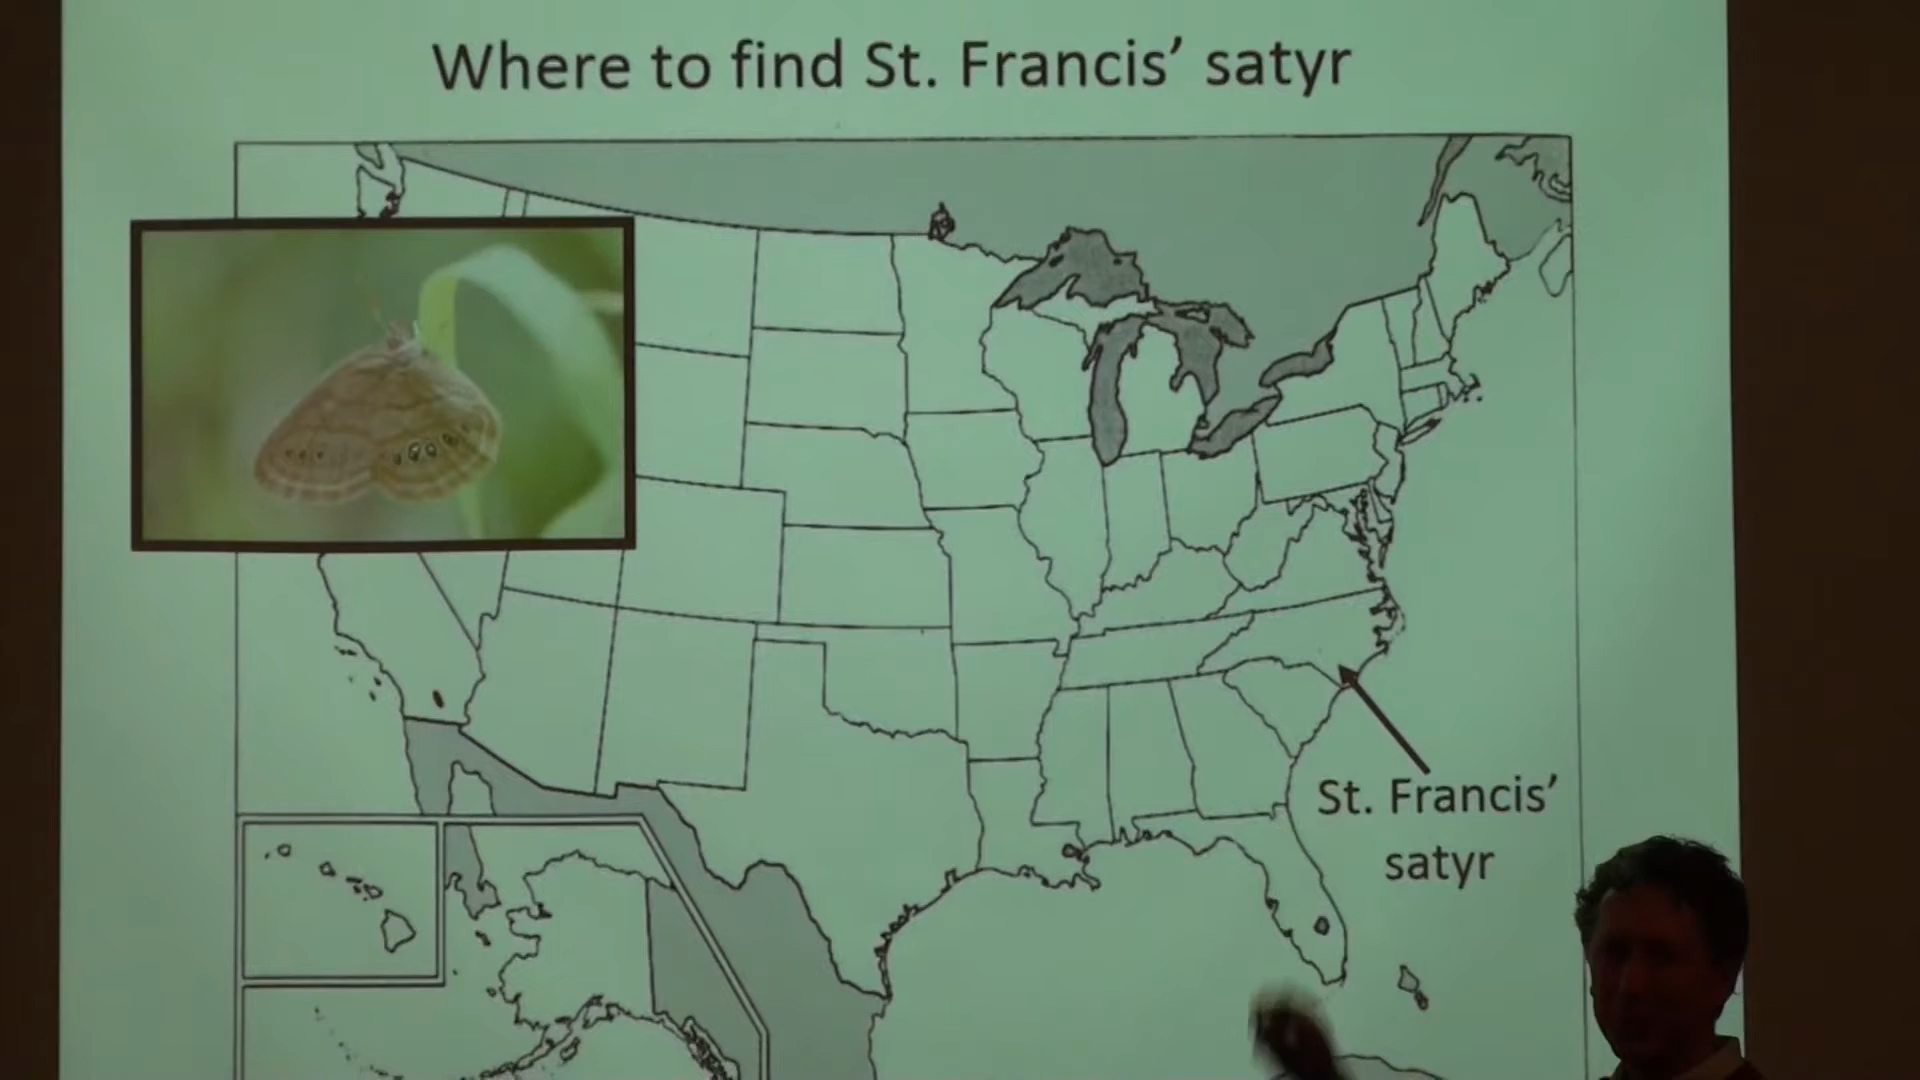 Where to find St. Francis’ satyr
St. Francis’
satyr